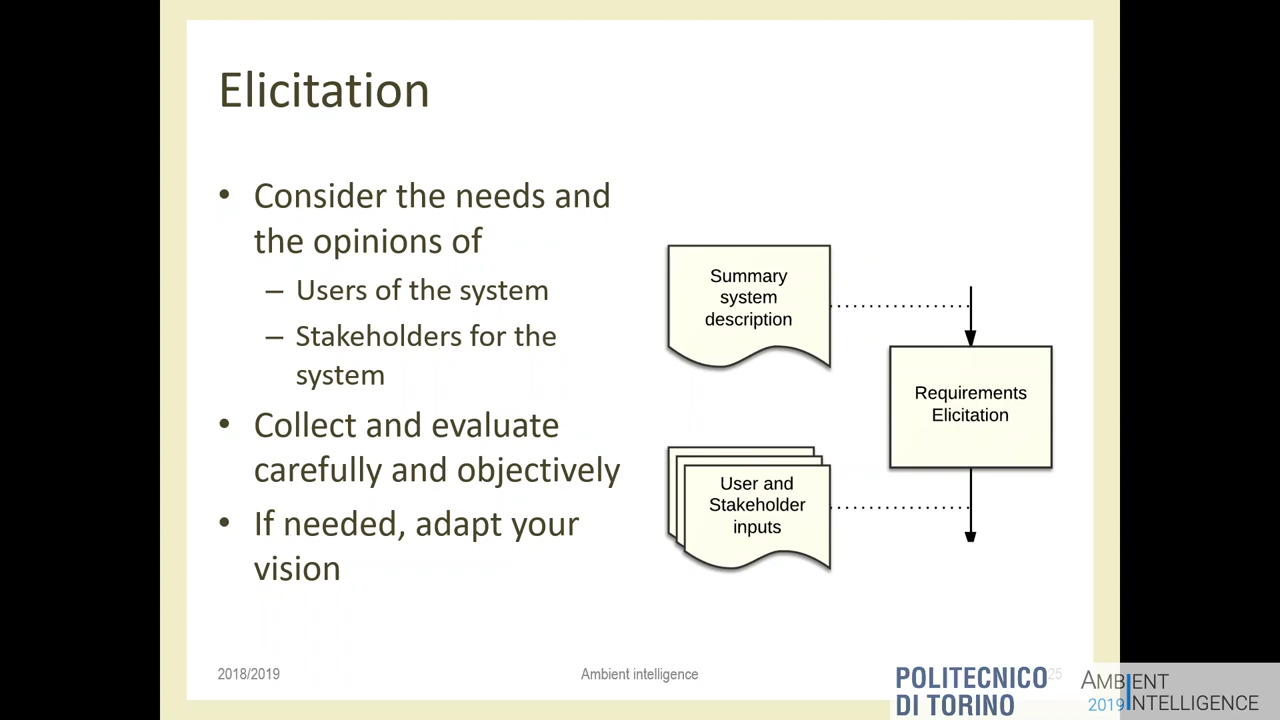 Elicitation
• Consider the needs and
the opinions of
– Users of the system
– Stakeholders for the
system
• Collect and evaluate
carefully and objectively
• If needed, adapt your
vision
Summary
system
description
Requirements
Elicitation
User and
Stakeholder
inputs
2018/2019
Ambient intelligence
25
POLITECNICO
DI TORINO
AMBIENT
2019 INTELLIGENCE